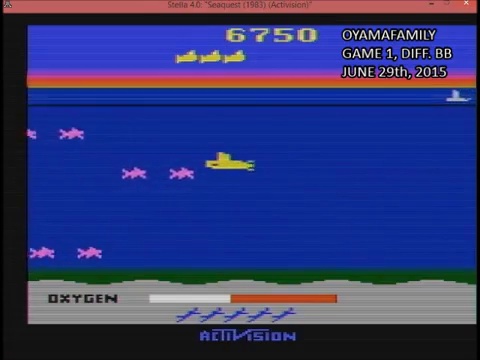 Stella 4.0: "Seaquest (1983) (Activision)"
6750
OYAMAFAMILY
GAME 1, DIFF. BB
JUNE 29th, 2015
OXYGEN
ACTIVISION